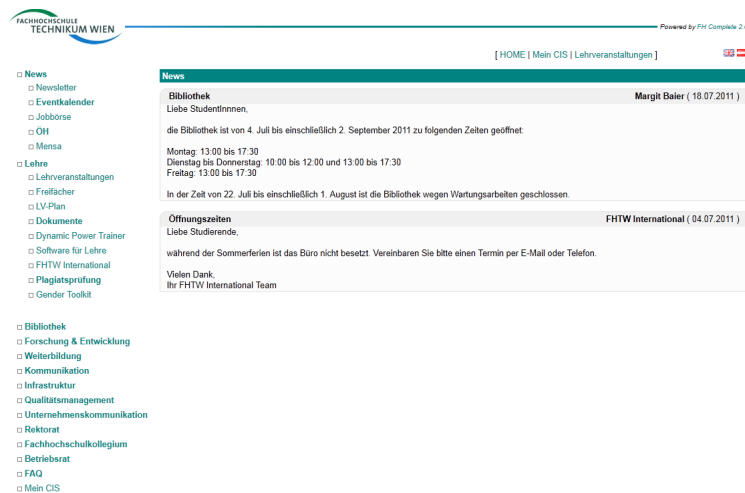 FACHHOCHSCHULE
TECHNIKUM WIEN
Powered by FH Complete 2.
[ HOME | Mein CIS | Lehrveranstaltungen ]
News
Newsletter
Eventkalender
Jobbörse
ÖH
Mensa
Lehre
Lehrveranstaltungen
Freifächer
LV-Plan
Dokumente
Dynamic Power Trainer
Software für Lehre
FHTW International
Plagiatsprüfung
Gender Toolkit
Bibliothek
Forschung & Entwicklung
Weiterbildung
Kommunikation
Infrastruktur
Qualitätsmanagement
Unternehmenskommunikation
Rektorat
Fachhochschulkollegium
Betriebsrat
FAQ
Mein CIS
News
Bibliothek Margit Baier ( 18.07.2011 )
Liebe StudentInnnen,
die Bibliothek ist von 4. Juli bis einschließlich 2. September 2011 zu folgenden Zeiten geöffnet:
Montag: 13:00 bis 17:30
Dienstag bis Donnerstag: 10:00 bis 12:00 und 13:00 bis 17:30
Freitag: 13:00 bis 17:30
In der Zeit von 22. Juli bis einschließlich 1. August ist die Bibliothek wegen Wartungsarbeiten geschlossen.
Öffnungszeiten FHTW International ( 04.07.2011 )
Liebe Studierende,
während der Sommerferien ist das Büro nicht besetzt. Vereinbaren Sie bitte einen Termin per E-Mail oder Telefon.
Vielen Dank,
Ihr FHTW International Team